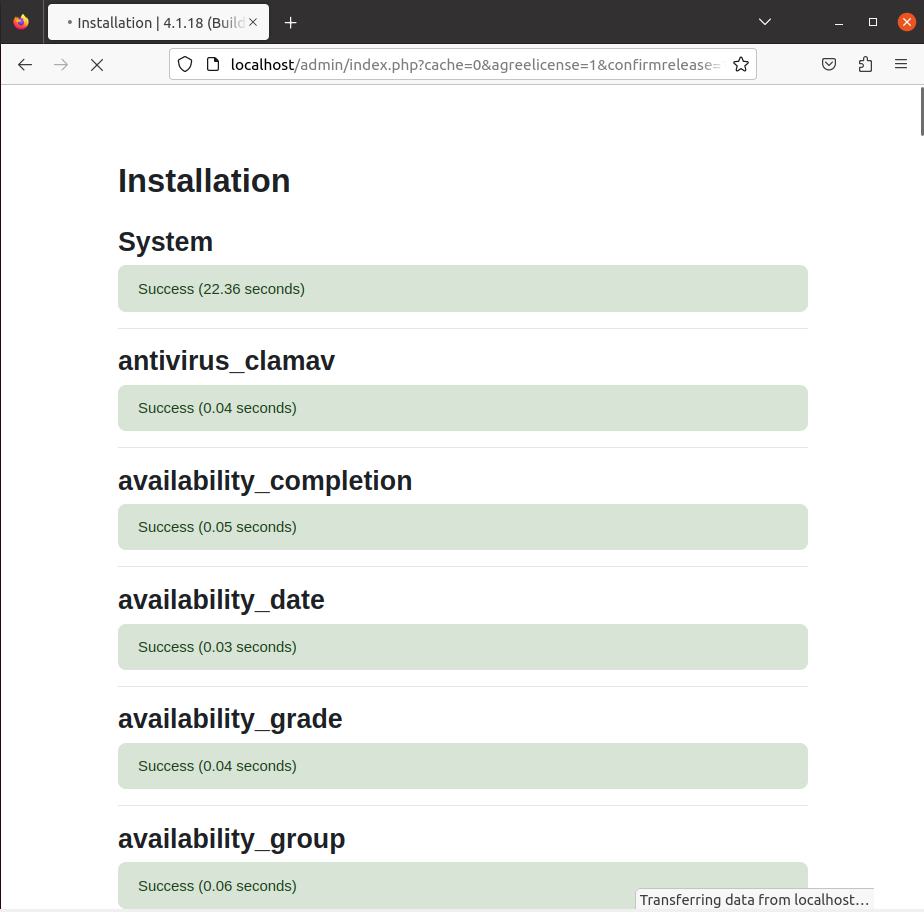 Installation | 4.1.18 (Build
localhost/admin/index.php?cache=0&agreelicense=1&confirmrelease=
Installation
System
Success (22.36 seconds)
antivirus_clamav
Success (0.04 seconds)
availability_completion
Success (0.05 seconds)
availability_date
Success (0.03 seconds)
availability_grade
Success (0.04 seconds)
availability_group
Success (0.06 seconds)
Transferring data from localhost…